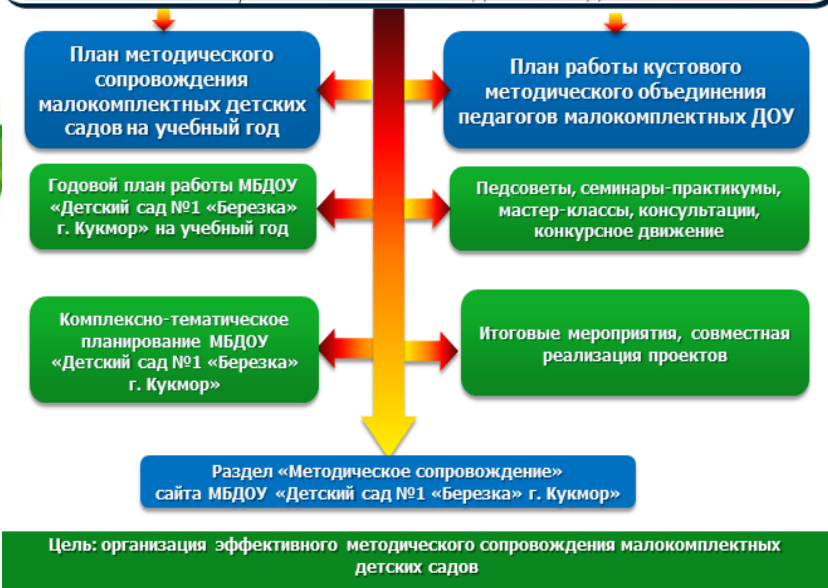 План методического
сопровождения
малокомплектных детских
садов на учебный год
План работы кустового
методического объединения
педагогов малокомплектных ДОУ
Годовой план работы МБДОУ
«Детский сад №1 «Березка»
г. Кукмор» на учебный год
Педсоветы, семинары-практикумы,
мастер-классы, консультации,
конкурсное движение
Комплексно-тематическое
планирование МБДОУ
«Детский сад №1 «Березка»
г. Кукмор»
Итоговые мероприятия, совместная
реализация проектов
Раздел «Методическое сопровождение»
сайта МБДОУ «Детский сад №1 «Березка» г. Кукмор»
Цель: организация эффективного методического сопровождения малокомплектных
детских садов